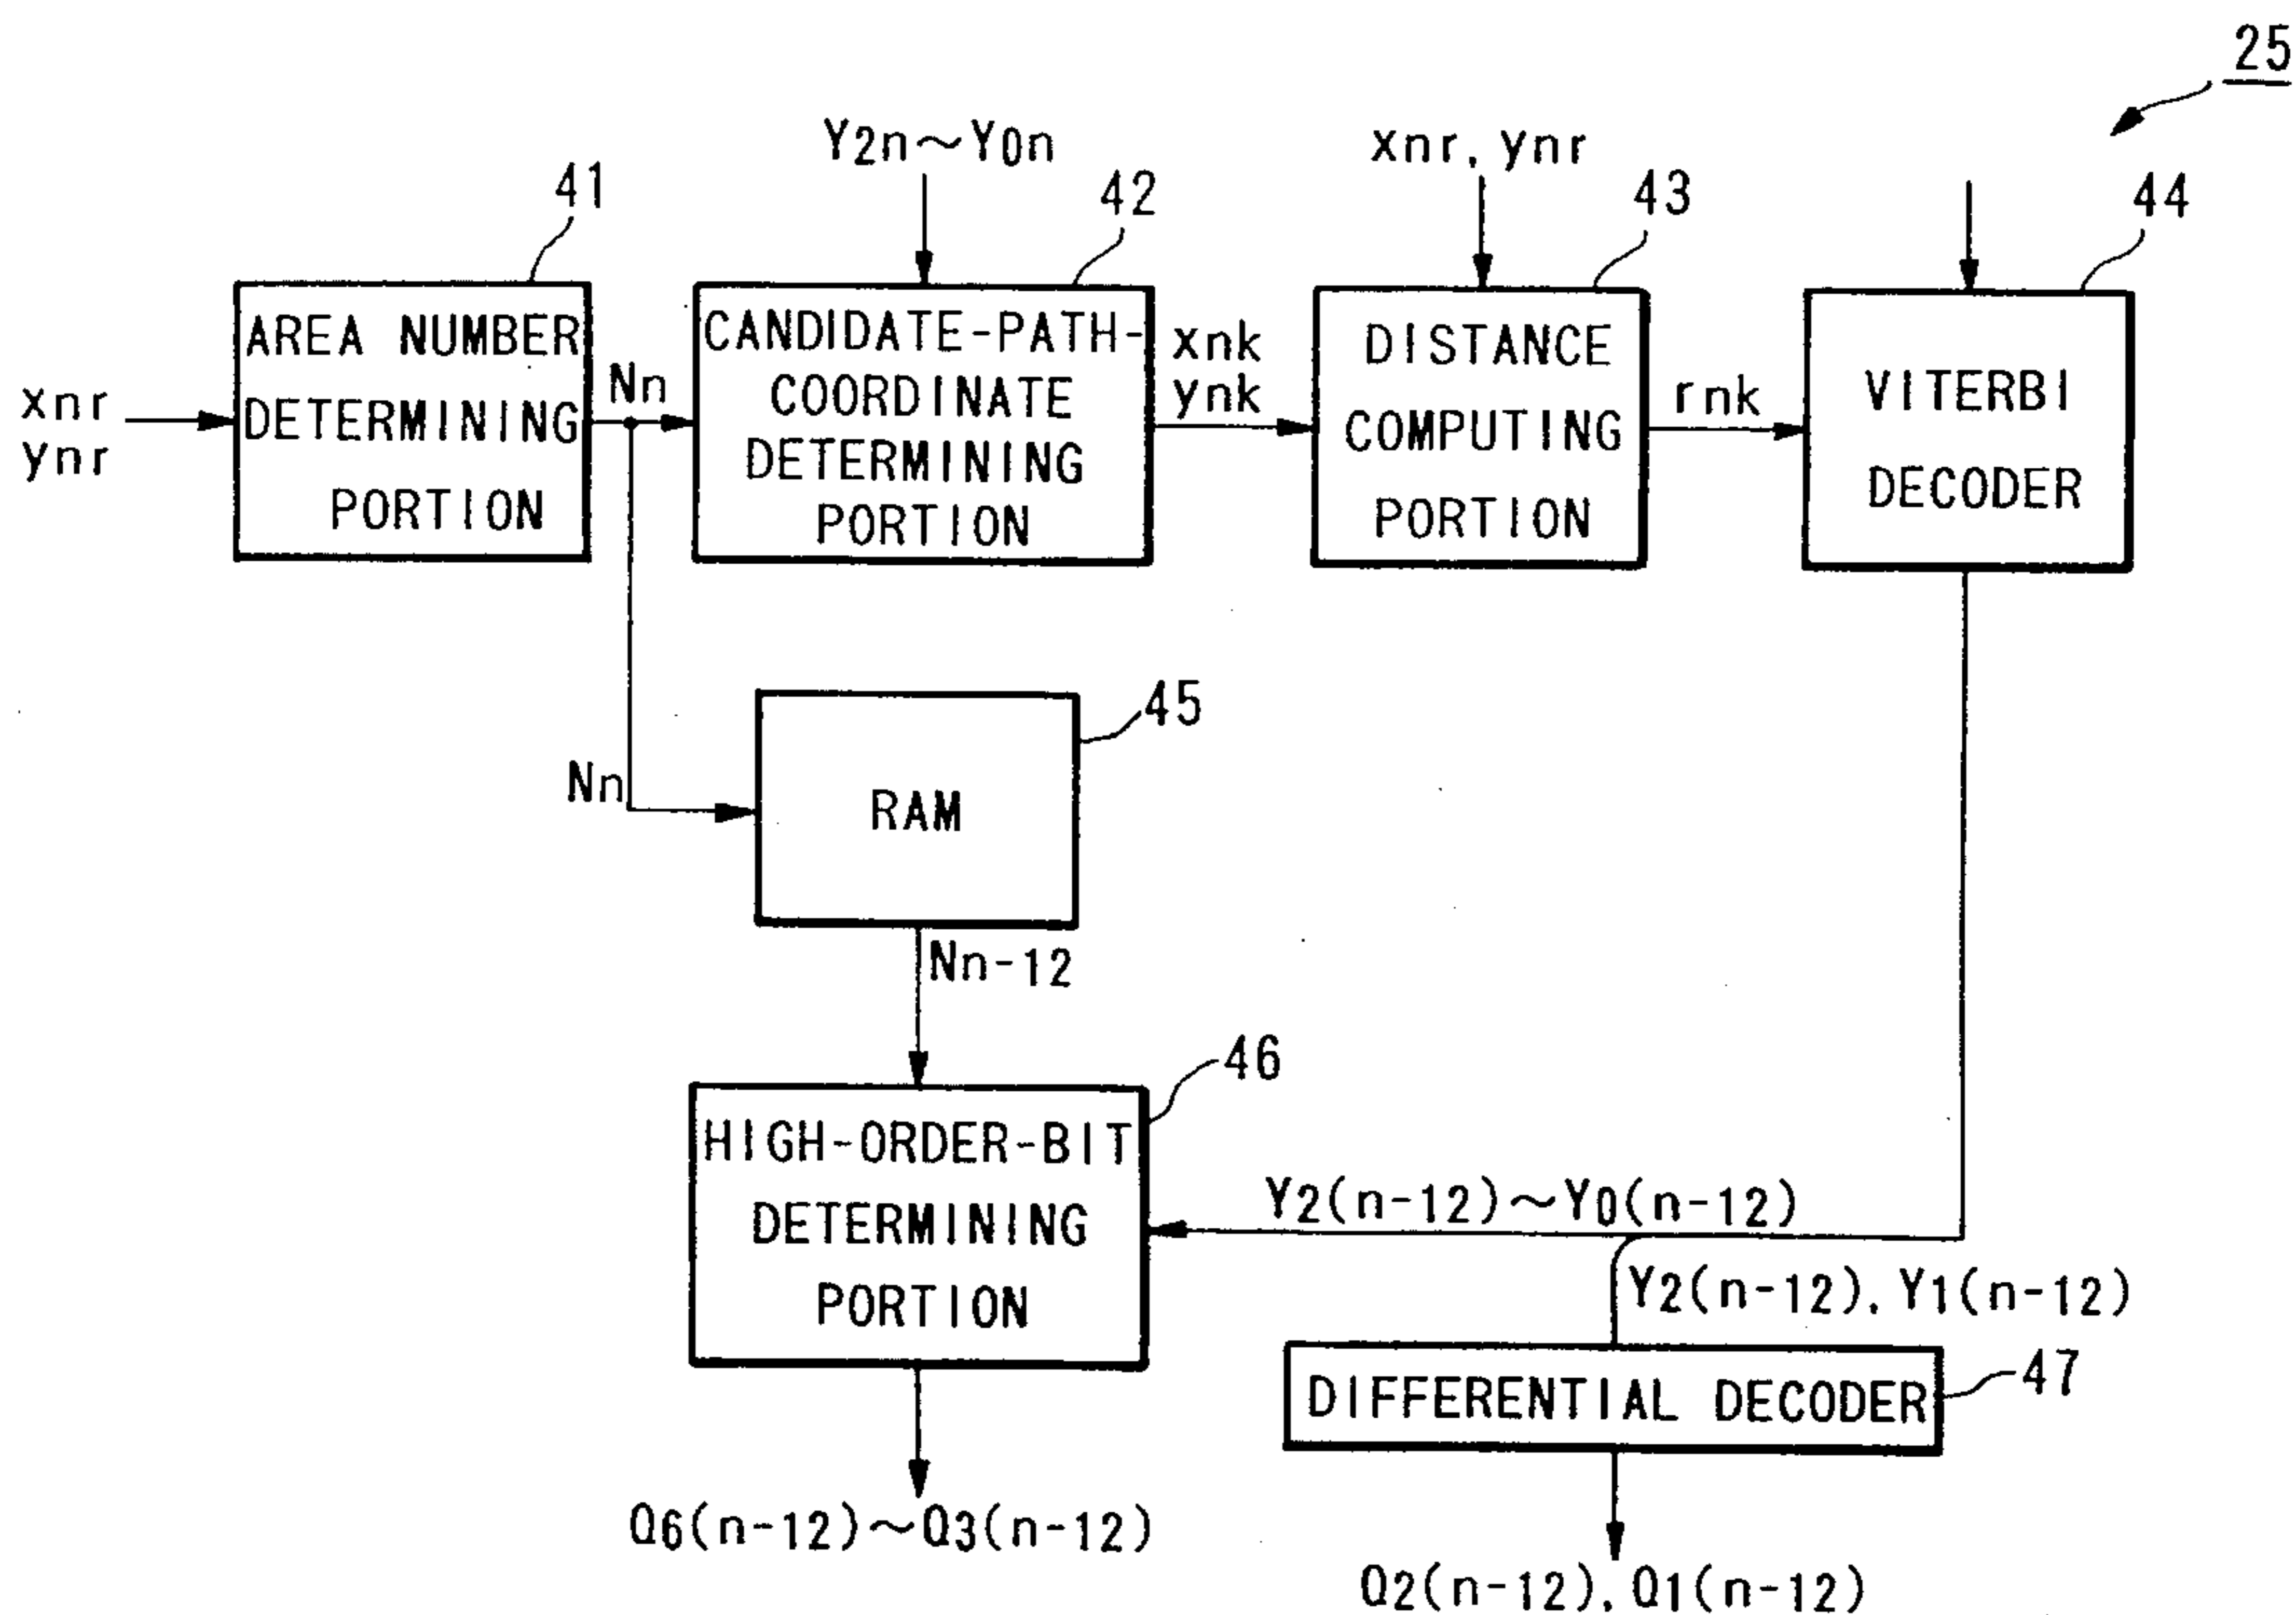 25
Y2n~Y0n
xnr, ynr
41
42
43
44
AREA NUMBER
DETERMINING
PORTION
xnr
ynr
Nn
CANDIDATE-PATH-
COORDINATE
DETERMINING
PORTION
xnk
ynk
DISTANCE
COMPUTING
PORTION
rnk
VITERBI
DECODER
45
Nn
RAM
Nn-12
46
HIGH-ORDER-BIT
DETERMINING
PORTION
Y2(n-12)~Y0(n-12)
Y2(n-12), Y1(n-12)
47
DIFFERENTIAL DECODER
Q6(n-12)~Q3(n-12)
Q2(n-12), Q1(n-12)